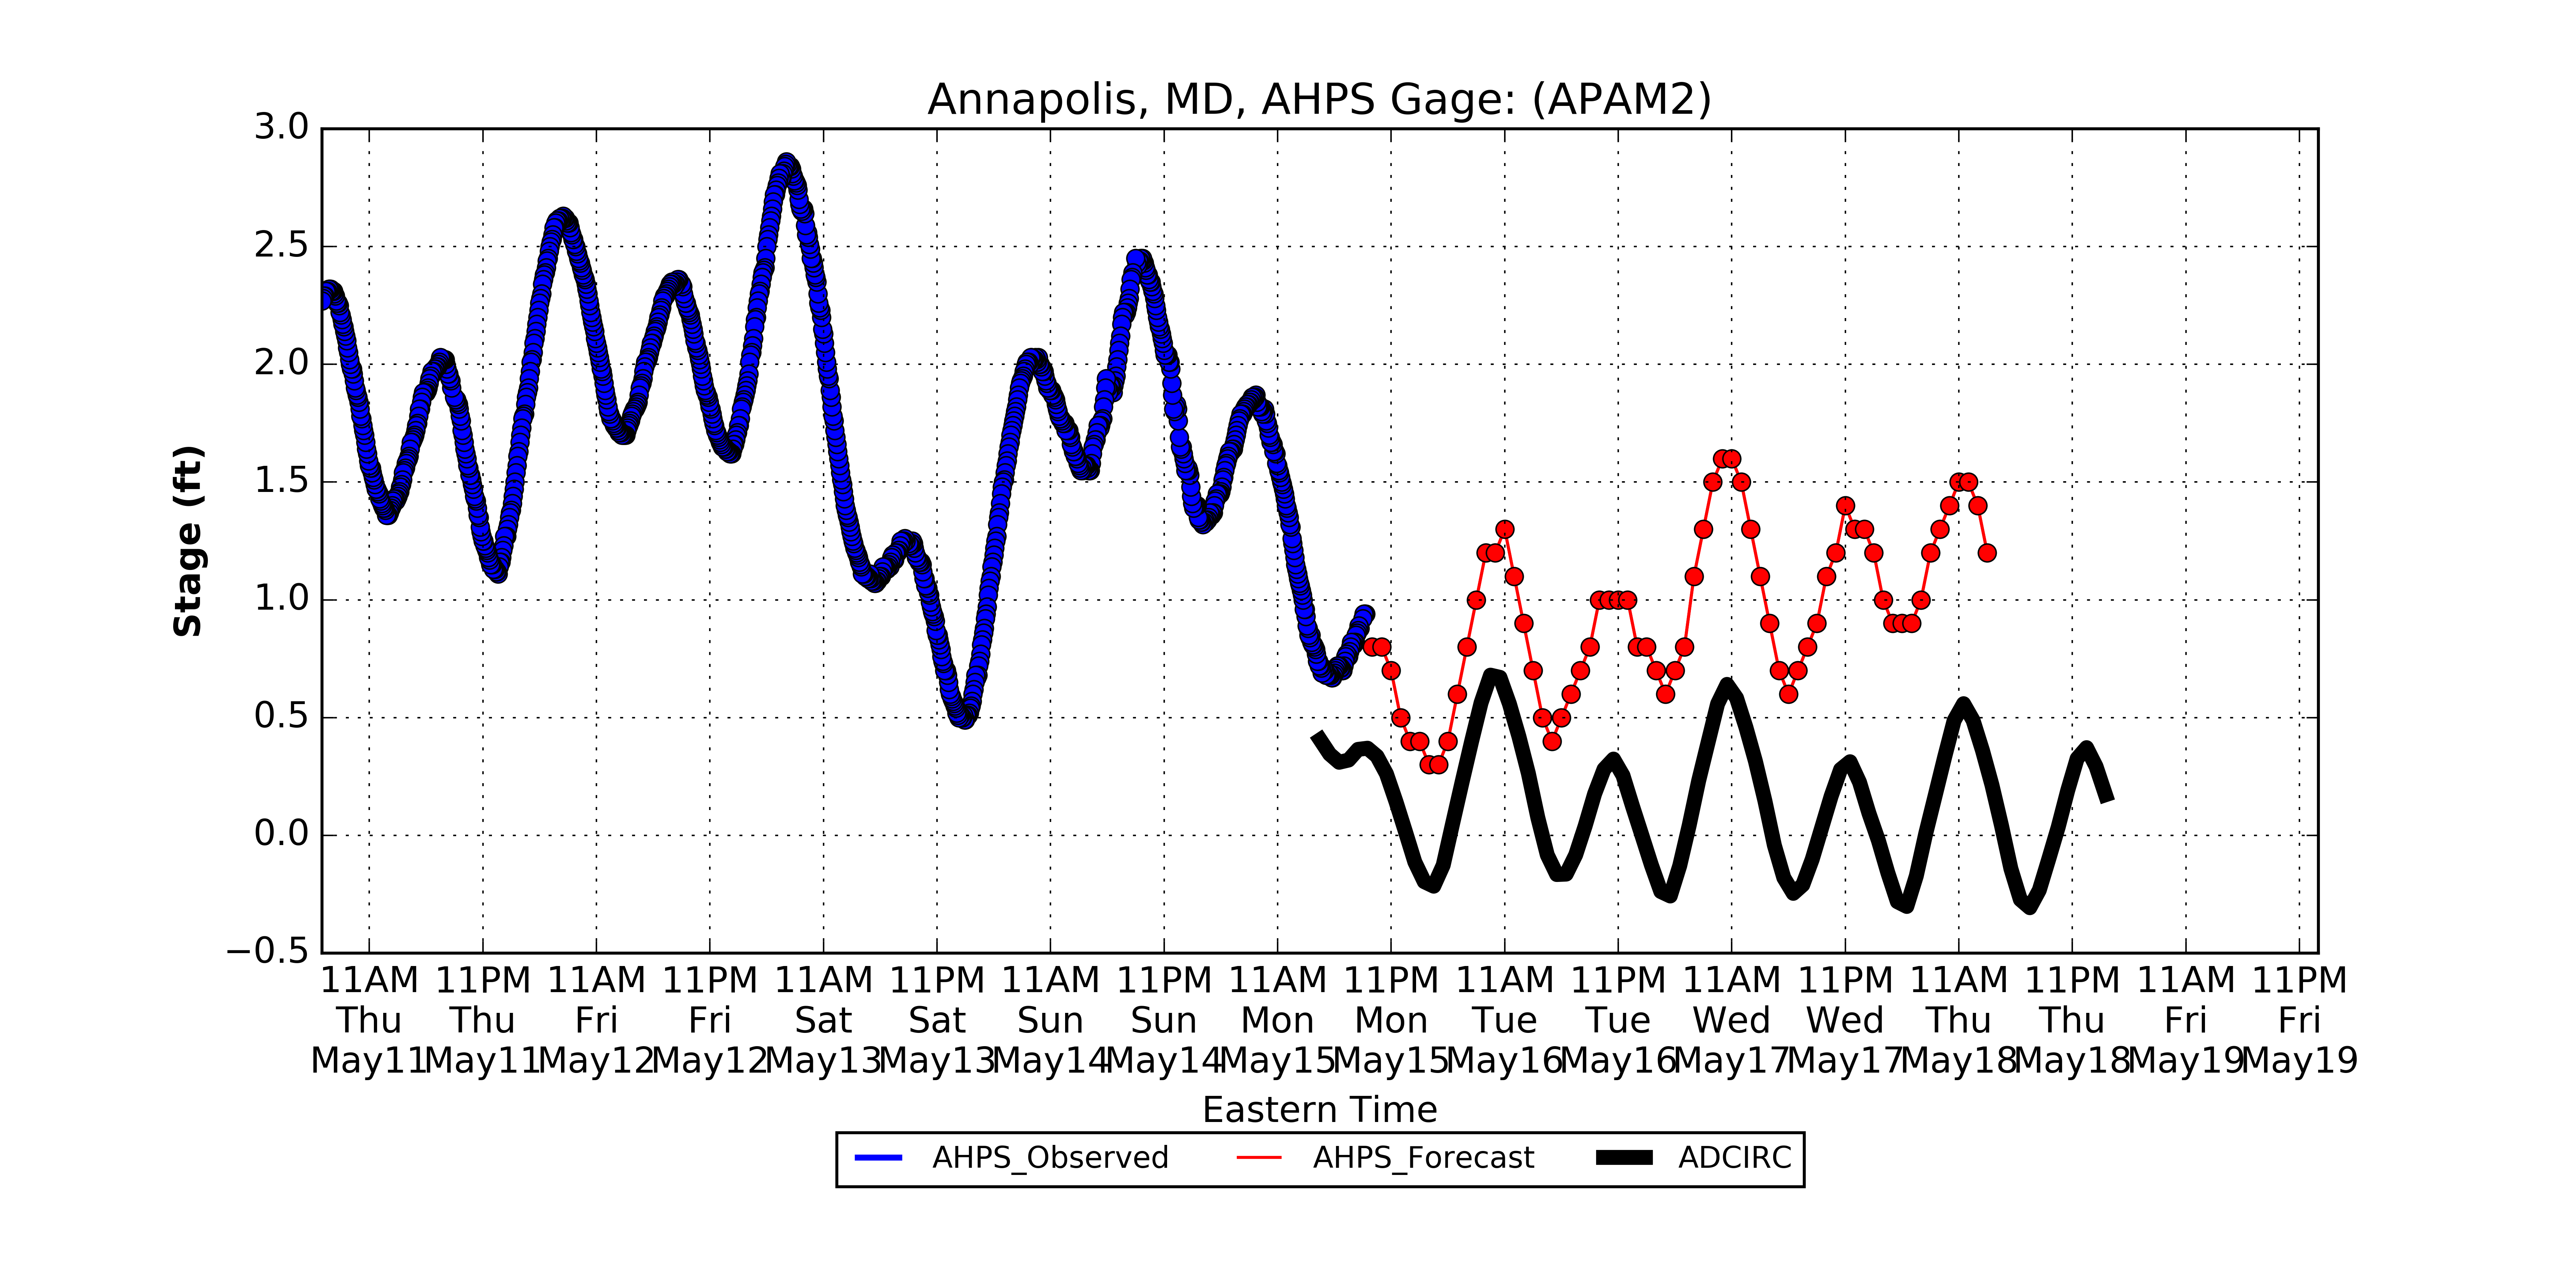 Annapolis, MD, AHPS Gage: (APAM2)
3.0
2.5
2.0
1.5
1.0
0.5
0.0
−0.5
Stage (ft)
11AM 11PM 11AM 11PM 11AM 11PM 11AM 11PM 11AM 11PM 11AM 11PM 11AM 11PM 11AM 11PM 11AM 11PM
Thu Thu Fri Fri Sat Sat Sun Sun Mon Mon Tue Tue Wed Wed Thu Thu Fri Fri
May11 May11 May12 May12 May13 May13 May14 May14 May15 May15 May16 May16 May17 May17 May18 May18 May19 May19
Eastern Time
AHPS_Observed AHPS_Forecast ADCIRC